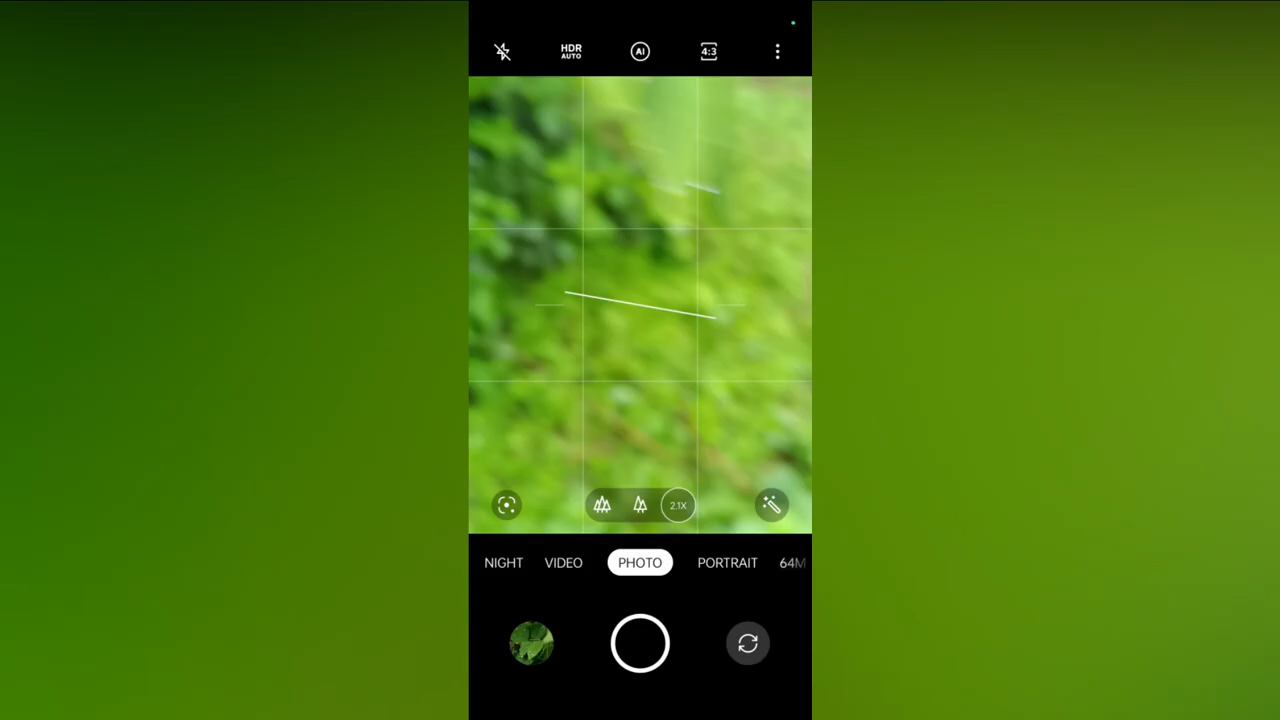 HDR
AUTO
AI
4:3
2.1X
NIGHT
VIDEO
PHOTO
PORTRAIT
64M